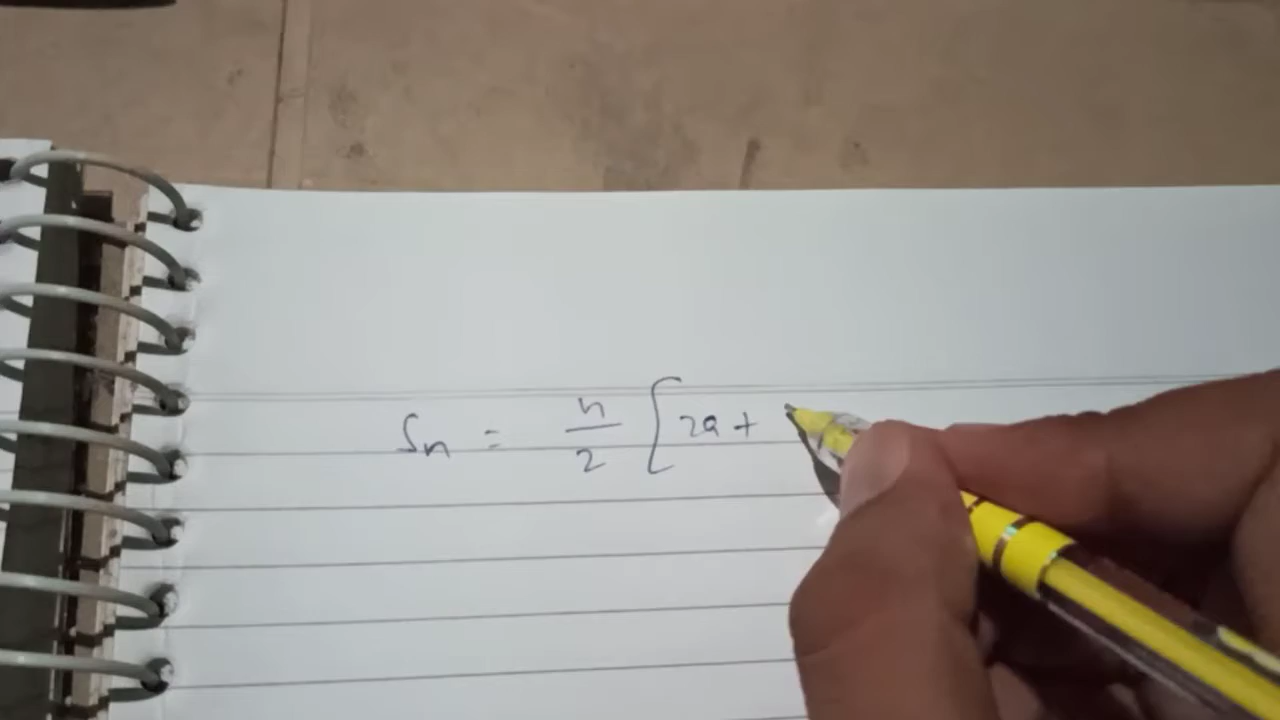 Sn = n/2 [2a +